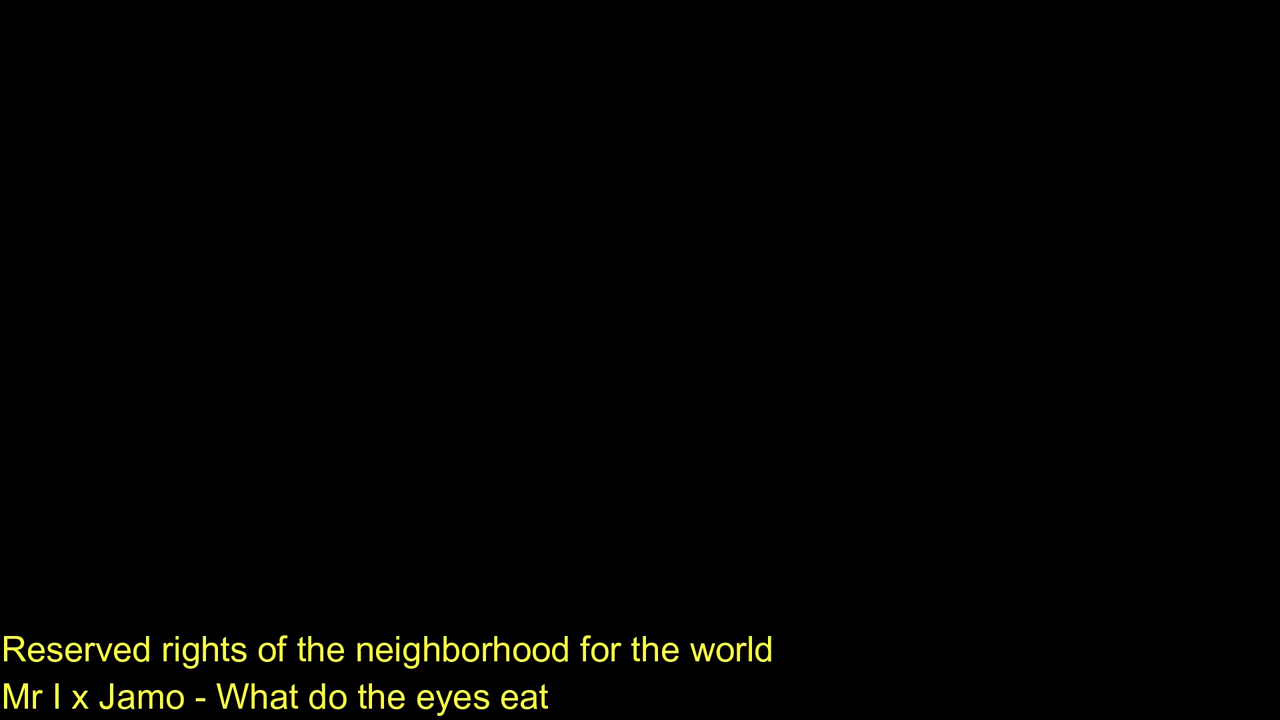 Reserved rights of the neighborhood for the world
Mr I x Jamo - What do the eyes eat